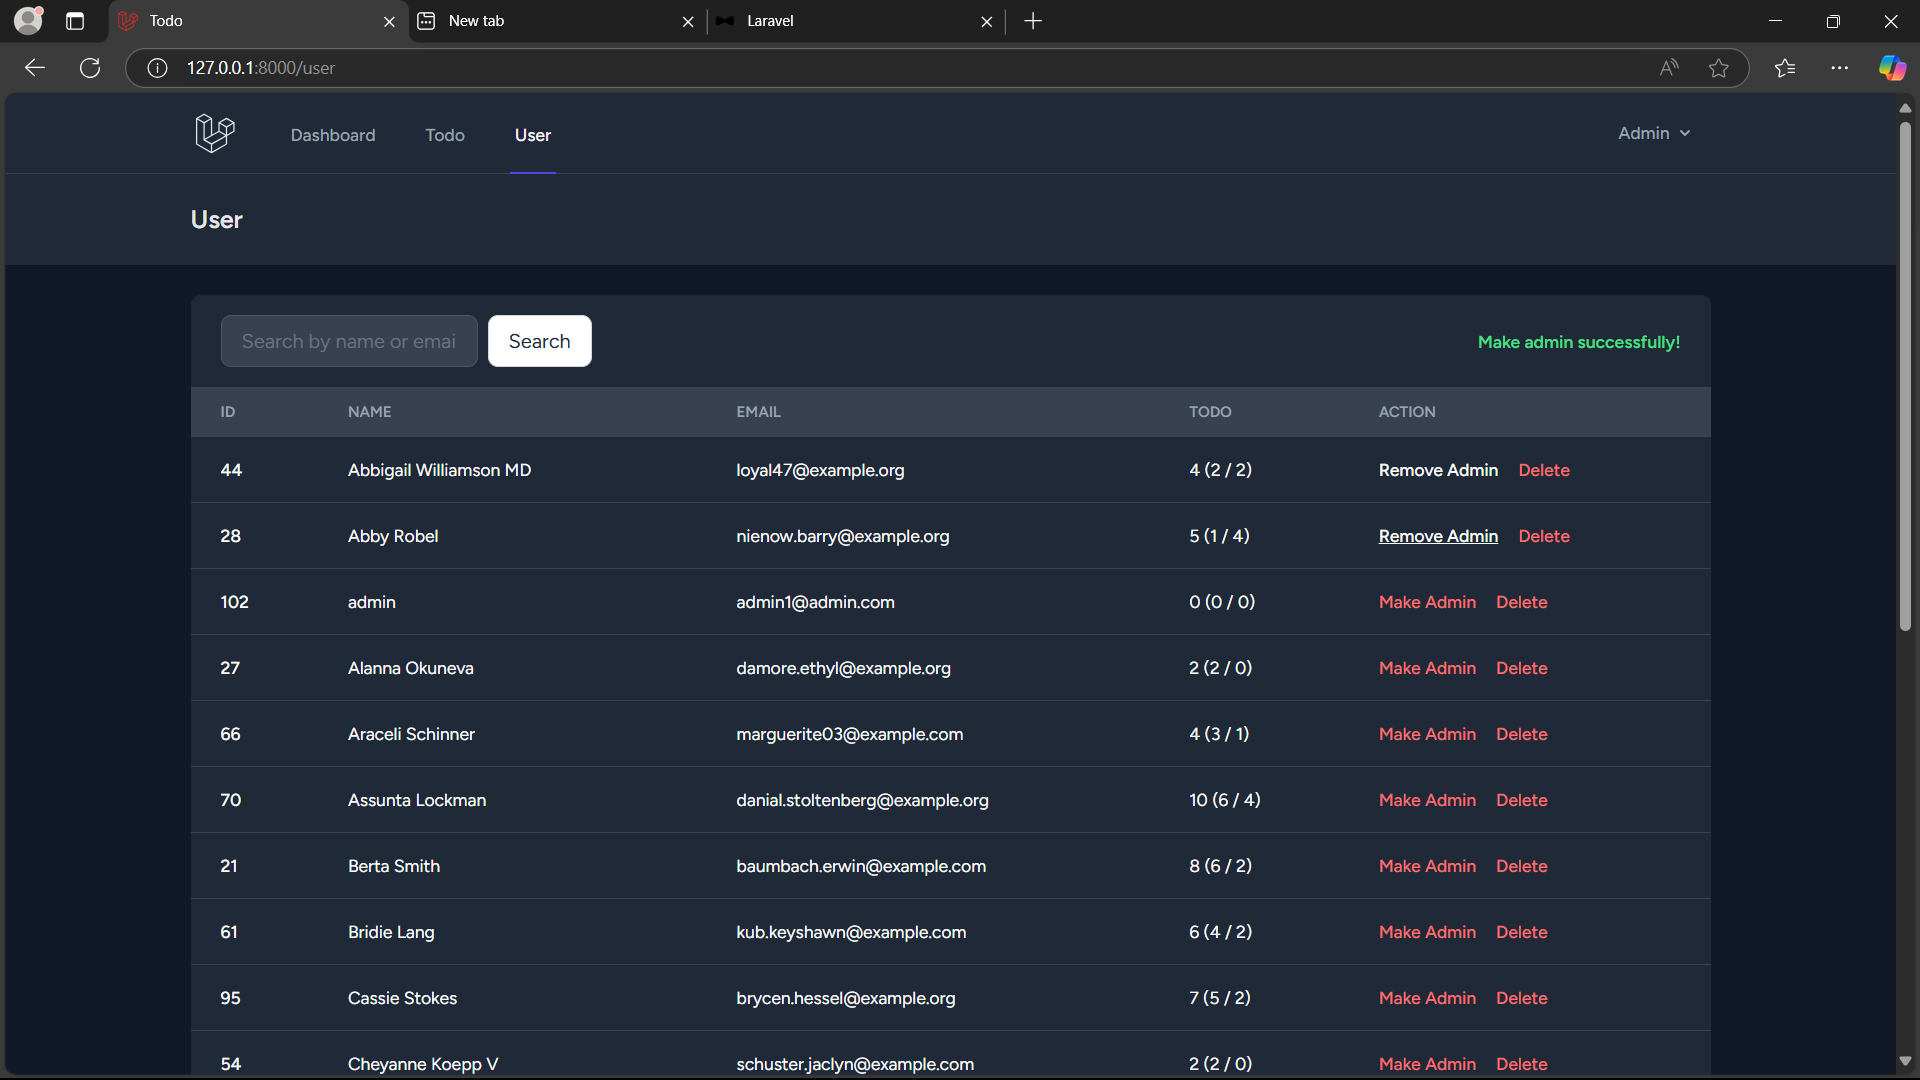 Todo
New tab
Laravel
127.0.0.1:8000/user
Dashboard Todo User Admin
User
Search by name or emai Search Make admin successfully!
ID NAME EMAIL TODO ACTION
44 Abbigail Williamson MD loyal47@example.org 4 (2 / 2) Remove Admin Delete
28 Abby Robel nienow.barry@example.org 5 (1 / 4) Remove Admin Delete
102 admin admin1@admin.com 0 (0 / 0) Make Admin Delete
27 Alanna Okuneva damore.ethyl@example.org 2 (2 / 0) Make Admin Delete
66 Araceli Schinner marguerite03@example.com 4 (3 / 1) Make Admin Delete
70 Assunta Lockman danial.stoltenberg@example.org 10 (6 / 4) Make Admin Delete
21 Berta Smith baumbach.erwin@example.com 8 (6 / 2) Make Admin Delete
61 Bridie Lang kub.keyshawn@example.com 6 (4 / 2) Make Admin Delete
95 Cassie Stokes brycen.hessel@example.org 7 (5 / 2) Make Admin Delete
54 Cheyanne Koepp V schuster.jaclyn@example.com 2 (2 / 0) Make Admin Delete